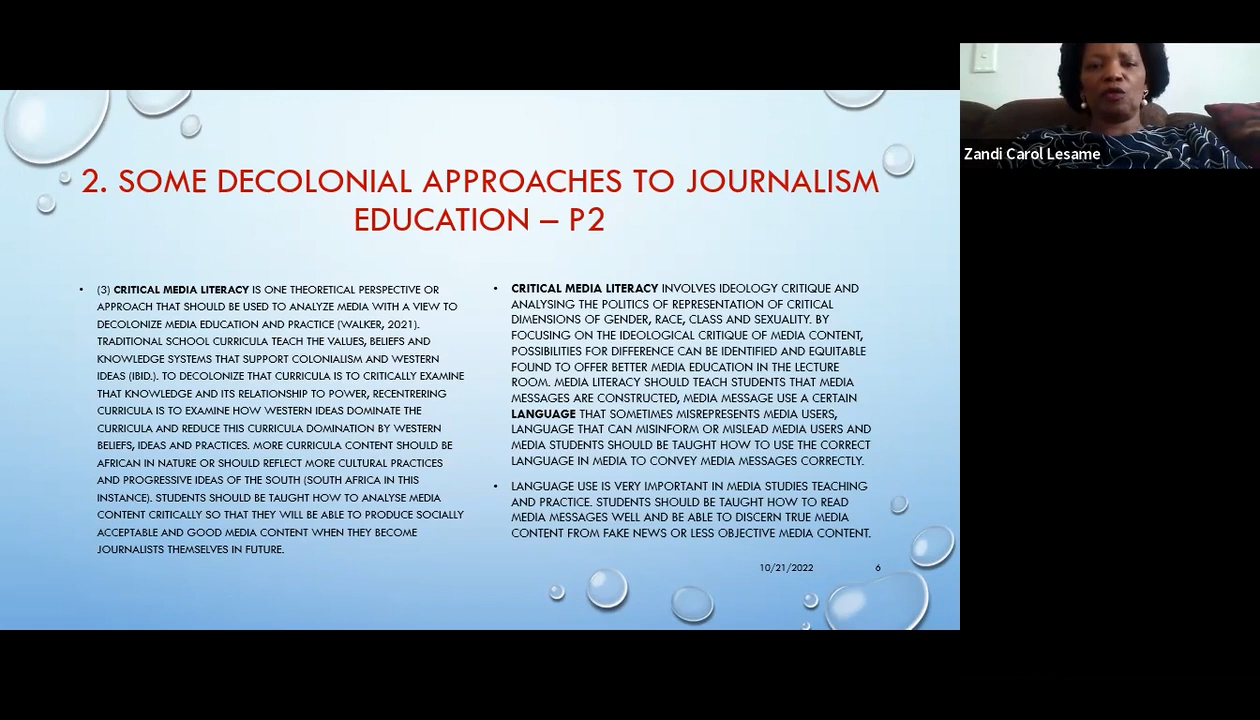 2. SOME DECOLONIAL APPROACHES TO JOURNALISM
EDUCATION – P2
• (3) CRITICAL MEDIA LITERACY IS ONE THEORETICAL PERSPECTIVE OR
APPROACH THAT SHOULD BE USED TO ANALYZE MEDIA WITH A VIEW TO
DECOLONIZE MEDIA EDUCATION AND PRACTICE (WALKER, 2021).
TRADITIONAL SCHOOL CURRICULA TEACH THE VALUES, BELIEFS AND
KNOWLEDGE SYSTEMS THAT SUPPORT COLONIALISM AND WESTERN
IDEAS (IBID.). TO DECOLONIZE THAT CURRICULA IS TO CRITICALLY EXAMINE
THAT KNOWLEDGE AND ITS RELATIONSHIP TO POWER, RECENTRERING
CURRICULA IS TO EXAMINE HOW WESTERN IDEAS DOMINATE THE
CURRICULA AND REDUCE THIS CURRICULA DOMINATION BY WESTERN
BELIEFS, IDEAS AND PRACTICES. MORE CURRICULA CONTENT SHOULD BE
AFRICAN IN NATURE OR SHOULD REFLECT MORE CULTURAL PRACTICES
AND PROGRESSIVE IDEAS OF THE SOUTH (SOUTH AFRICA IN THIS
INSTANCE). STUDENTS SHOULD BE TAUGHT HOW TO ANALYSE MEDIA
CONTENT CRITICALLY SO THAT THEY WILL BE ABLE TO PRODUCE SOCIALLY
ACCEPTABLE AND GOOD MEDIA CONTENT WHEN THEY BECOME
JOURNALISTS THEMSELVES IN FUTURE.
• CRITICAL MEDIA LITERACY INVOLVES IDEOLOGY CRITIQUE AND
ANALYSING THE POLITICS OF REPRESENTATION OF CRITICAL
DIMENSIONS OF GENDER, RACE, CLASS AND SEXUALITY. BY
FOCUSING ON THE IDEOLOGICAL CRITIQUE OF MEDIA CONTENT,
POSSIBILITIES FOR DIFFERENCE CAN BE IDENTIFIED AND EQUITABLE
FOUND TO OFFER BETTER MEDIA EDUCATION IN THE LECTURE
ROOM. MEDIA LITERACY SHOULD TEACH STUDENTS THAT MEDIA
MESSAGES ARE CONSTRUCTED, MEDIA MESSAGE USE A CERTAIN
LANGUAGE THAT SOMETIMES MISREPRESENTS MEDIA USERS,
LANGUAGE THAT CAN MISINFORM OR MISLEAD MEDIA USERS AND
MEDIA STUDENTS SHOULD BE TAUGHT HOW TO USE THE CORRECT
LANGUAGE IN MEDIA TO CONVEY MEDIA MESSAGES CORRECTLY.
• LANGUAGE USE IS VERY IMPORTANT IN MEDIA STUDIES TEACHING
AND PRACTICE. STUDENTS SHOULD BE TAUGHT HOW TO READ
MEDIA MESSAGES WELL AND BE ABLE TO DISCERN TRUE MEDIA
CONTENT FROM FAKE NEWS OR LESS OBJECTIVE MEDIA CONTENT.
10/21/2022 6
Zandi Carol Lesame